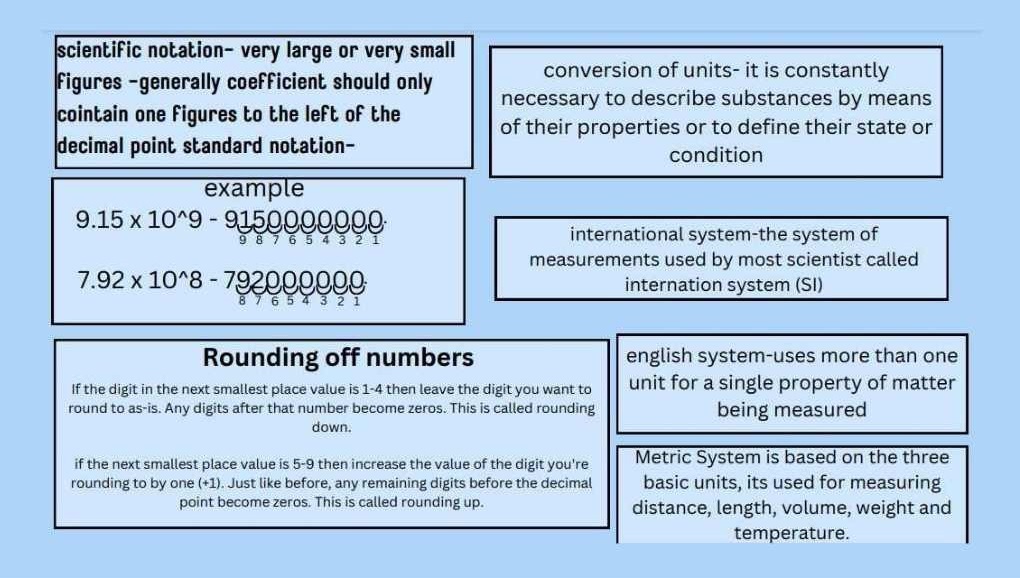 scientific notation- very large or very small
figures -generally coefficient should only
cointain one figures to the left of the
decimal point standard notation-
example
9.15 x 10^9 - 9150000000.
9 8 7 6 5 4 3 2 1
7.92 x 10^8 - 792000000.
8 7 6 5 4 3 2 1
Rounding off numbers
If the digit in the next smallest place value is 1-4 then leave the digit you want to
round to as-is. Any digits after that number become zeros. This is called rounding
down.
if the next smallest place value is 5-9 then increase the value of the digit you're
rounding to by one (+1). Just like before, any remaining digits before the decimal
point become zeros. This is called rounding up.
conversion of units- it is constantly
necessary to describe substances by means
of their properties or to define their state or
condition
international system-the system of
measurements used by most scientist called
internation system (SI)
english system-uses more than one
unit for a single property of matter
being measured
Metric System is based on the three
basic units, its used for measuring
distance, length, volume, weight and
temperature.